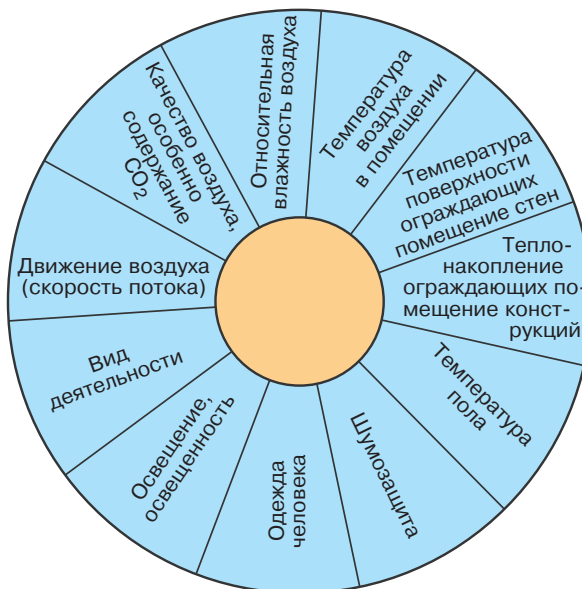 Качество воздуха,
особенно
содержание
CO2
Относительная
влажность воздуха
Температура
воздуха
в помещении
Температура
поверхности
ограждающих
помещение стен
Тепло-
накопление
ограждающих по-
мещение конст-
рукций
Температура
пола
Шумозащита
Одежда
человека
Освещение,
освещенность
Вид
деятельности
Движение воздуха
(скорость потока)